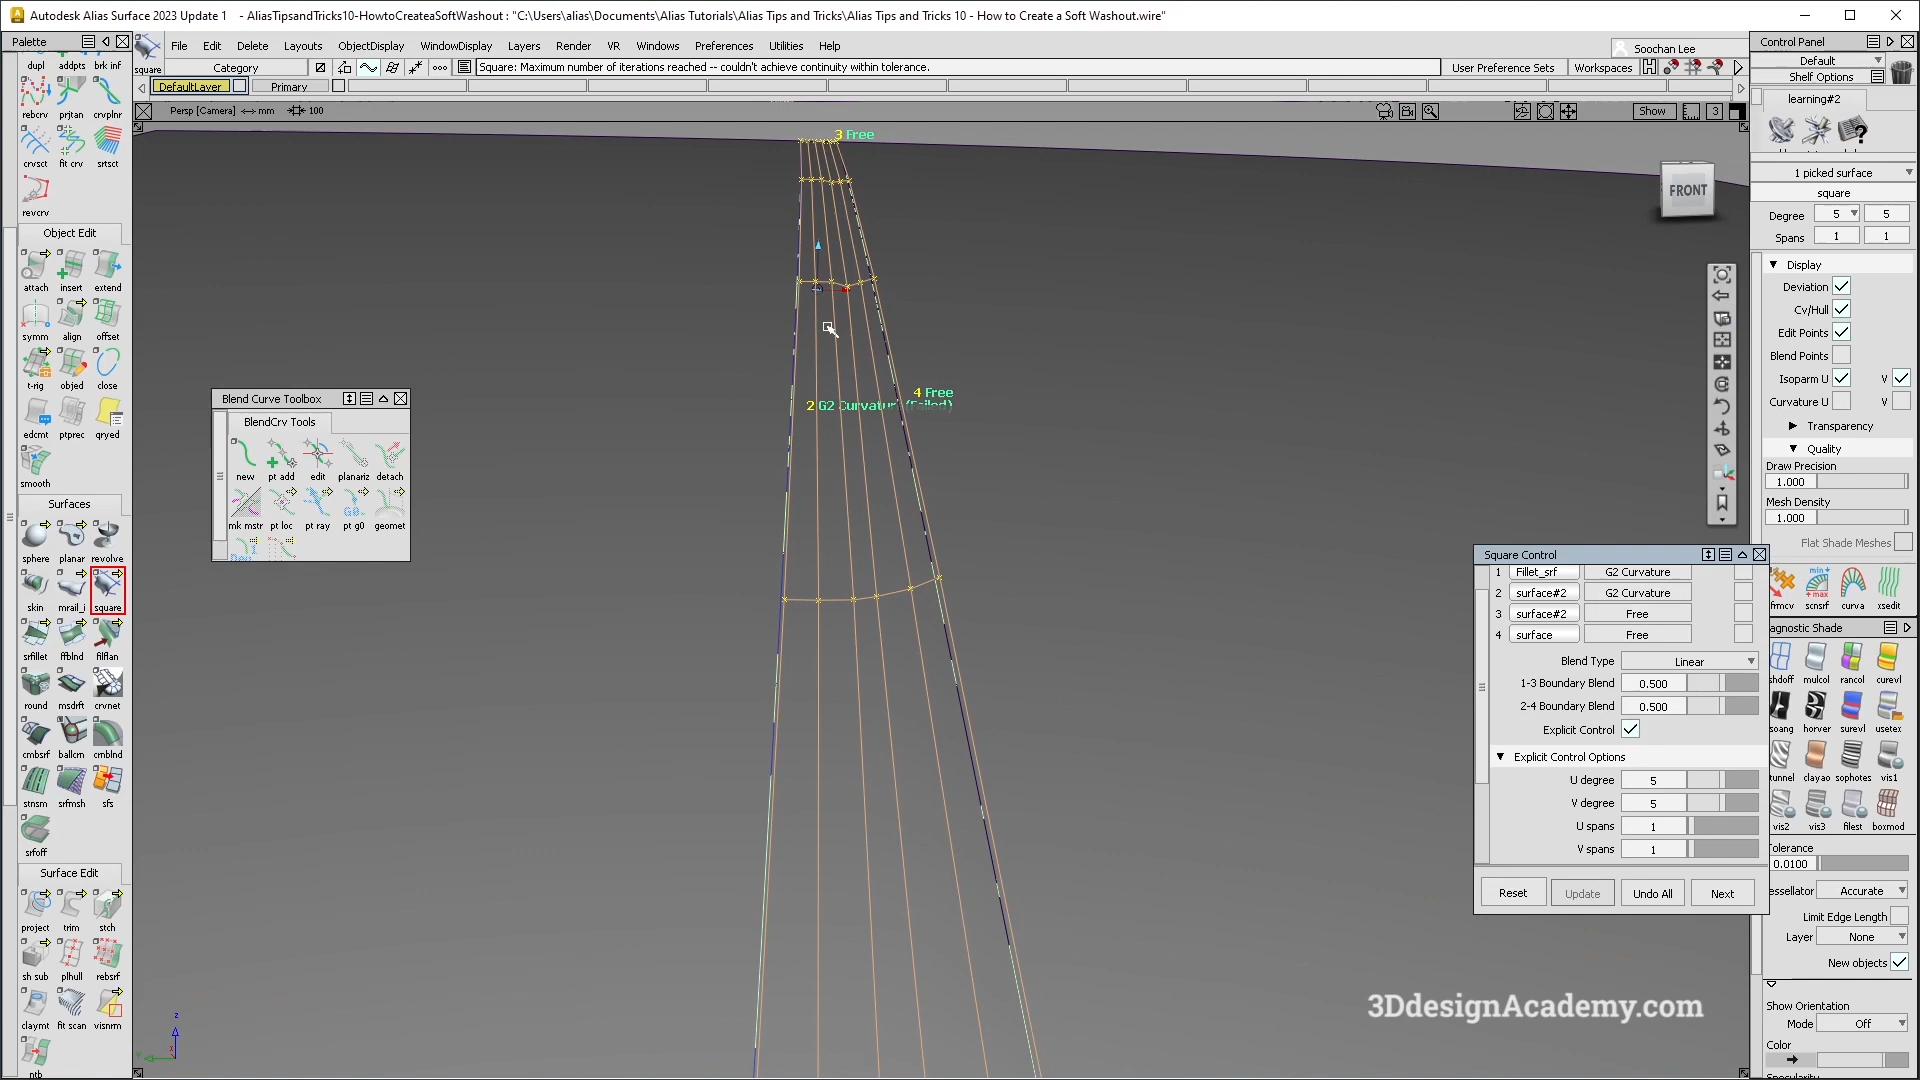 Autodesk Alias Surface 2023 Update 1 - AliasTipsandTricks10-HowtoCreateaSoftWashout : "C:\Users\alias\Documents\Alias Tutorials\Alias Tips and Tricks\Alias Tips and Tricks 10 - How to Create a Soft Washout.wire"
Palette
File Edit Delete Layouts ObjectDisplay WindowDisplay Layers Render VR Windows Preferences Utilities Help
Soochan Lee
square
Category
Square: Maximum number of iterations reached -- couldn't achieve continuity within tolerance.
User Preference Sets
Workspaces
DefaultLayer
Primary
Persp [Camera] <-> mm
100
Show
3
dupl addpts brk inf
rebcrv prjtan crvplnr
crvsct fit crv srtsct
revcrv
Object Edit
attach insert extend
symm align offset
t-rig objed close
edcmt ptprec qryed
smooth
Surfaces
sphere planar revolve
skin mrail_i square
srfillet ffblnd filflan
round msdrft crvnet
cmbsrf ballcrn crnblnd
stnsm srfmsh sfs
srfoff
Surface Edit
project trim stch
sh sub plhull rebsrf
claymt fit scan visnrm
ntb
3 Free
4 Free
2 G2 Curvature (Failed)
FRONT
z
Blend Curve Toolbox
BlendCrv Tools
new pt add edit planariz detach
mk mstr pt loc pt ray pt g0 geomet
Square Control
1 Fillet_srf G2 Curvature
2 surface#2 G2 Curvature
3 surface#2 Free
4 surface Free
Blend Type Linear
1-3 Boundary Blend 0.500
2-4 Boundary Blend 0.500
Explicit Control
Explicit Control Options
U degree 5
V degree 5
U spans 1
V spans 1
Reset Update Undo All Next
Control Panel
Default
Shelf Options
learning#2
1 picked surface
square
Degree 5 5
Spans 1 1
Display
Deviation
Cv/Hull
Edit Points
Blend Points
Isoparm U V
Curvature U V
Transparency
Quality
Draw Precision
1.000
Mesh Density
1.000
Flat Shade Meshes
frmcv scnsrf curva xsedit
agnostic Shade
shdoff mulcol rancol curevl
soang horver surevl usetex
tunnel clayao sophotes vis1
vis2 vis3 filest boxmod
Tolerance
0.0100
essellator Accurate
Limit Edge Length
Layer None
New objects
Show Orientation
Mode Off
Color
3DdesignAcademy.com